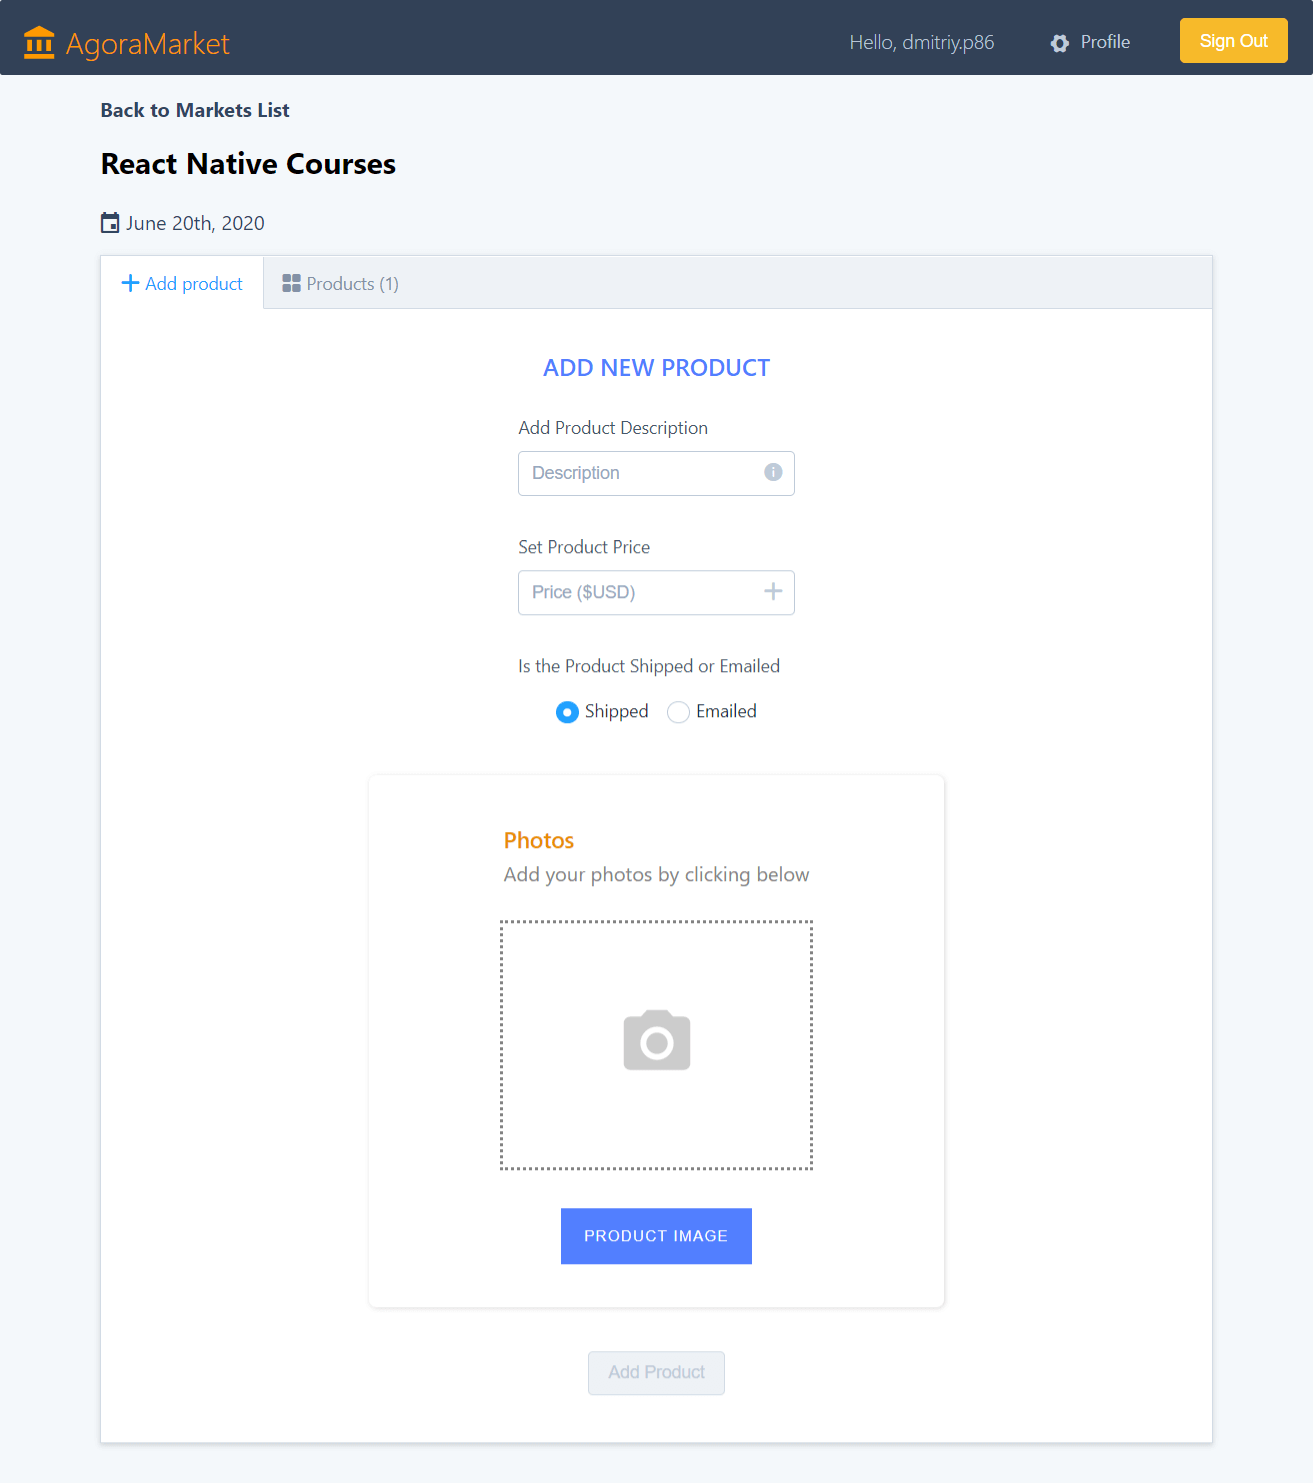 AgoraMarket
Hello, dmitriy.p86
Profile
Sign Out
Back to Markets List
React Native Courses
June 20th, 2020
Add product
Products (1)
ADD NEW PRODUCT
Add Product Description
Description
Set Product Price
Price ($USD)
Is the Product Shipped or Emailed
Shipped
Emailed
Photos
Add your photos by clicking below
PRODUCT IMAGE
Add Product